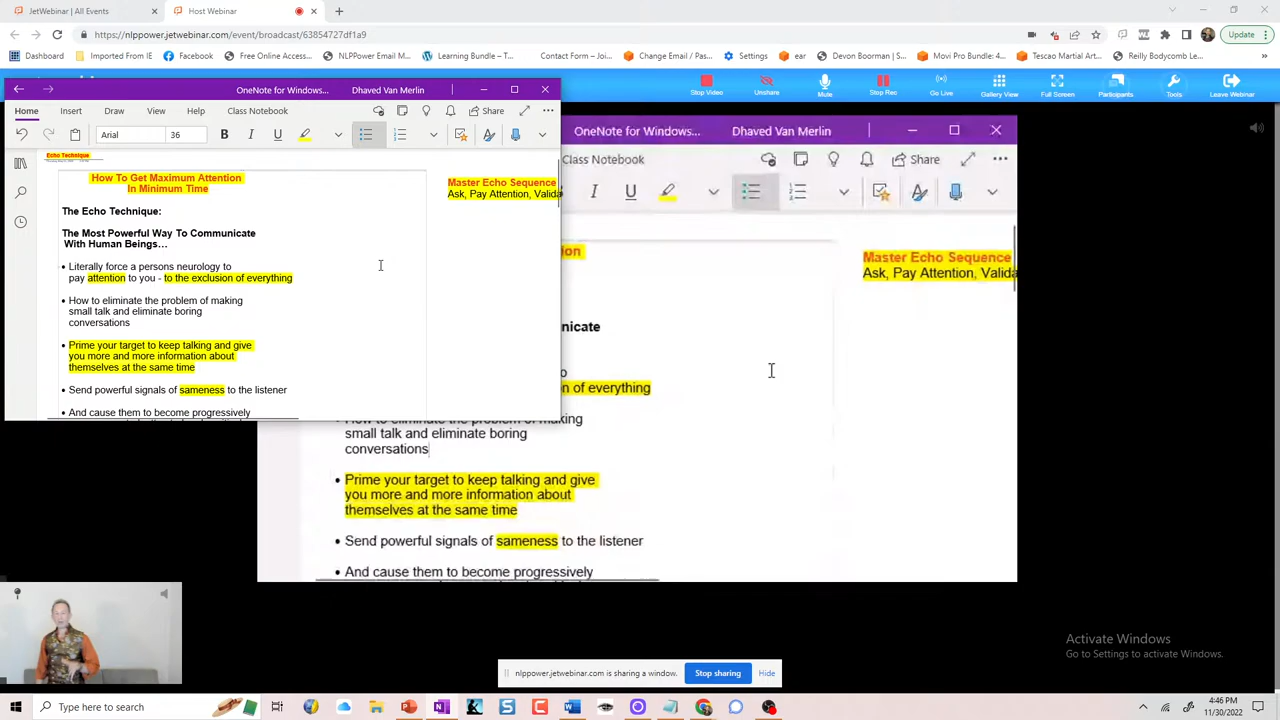 JetWebinar | All Events
Host Webinar
https://nlppower.jetwebinar.com/event/broadcast/63854727df1a9
Update
Dashboard
Imported From IE
Facebook
Free Online Access...
NLPPower Email M...
Learning Bundle – T...
Contact Form – Jo...
Change Email / Pas...
Settings
ear
Devon Boorman | S...
Movi Pro Bundle: 4...
Tescao Martial Art...
Reilly Bodycomb Le...
Stop Video
Unshare
Mute
Stop Rec
Go Live
Gallery View
Full Screen
Participants
Tools
Leave Webinar
OneNote for Windows...
Dhaved Van Merlin
Home
Insert
Draw
View
Help
Class Notebook
Share
Arial
36
B
I
U
Echo Technique
How To Get Maximum Attention
In Minimum Time
The Echo Technique:
The Most Powerful Way To Communicate
With Human Beings...
• Literally force a persons neurology to
pay attention to you - to the exclusion of everything
• How to eliminate the problem of making
small talk and eliminate boring
conversations
• Prime your target to keep talking and give
you more and more information about
themselves at the same time
• Send powerful signals of sameness to the listener
• And cause them to become progressively
Master Echo Sequence
Ask, Pay Attention, Valida
OneNote for Windows...
Dhaved Van Merlin
Class Notebook
Share
I
U
ion
nicate
o
n of everything
How to eliminate the problem of making
small talk and eliminate boring
conversations
• Prime your target to keep talking and give
you more and more information about
themselves at the same time
• Send powerful signals of sameness to the listener
• And cause them to become progressively
Master Echo Sequence
Ask, Pay Attention, Valida
Activate Windows
Go to Settings to activate Windows.
nlppower.jetwebinar.com is sharing a window.
Stop sharing
Hide
Type here to search
4:46 PM
11/30/2022